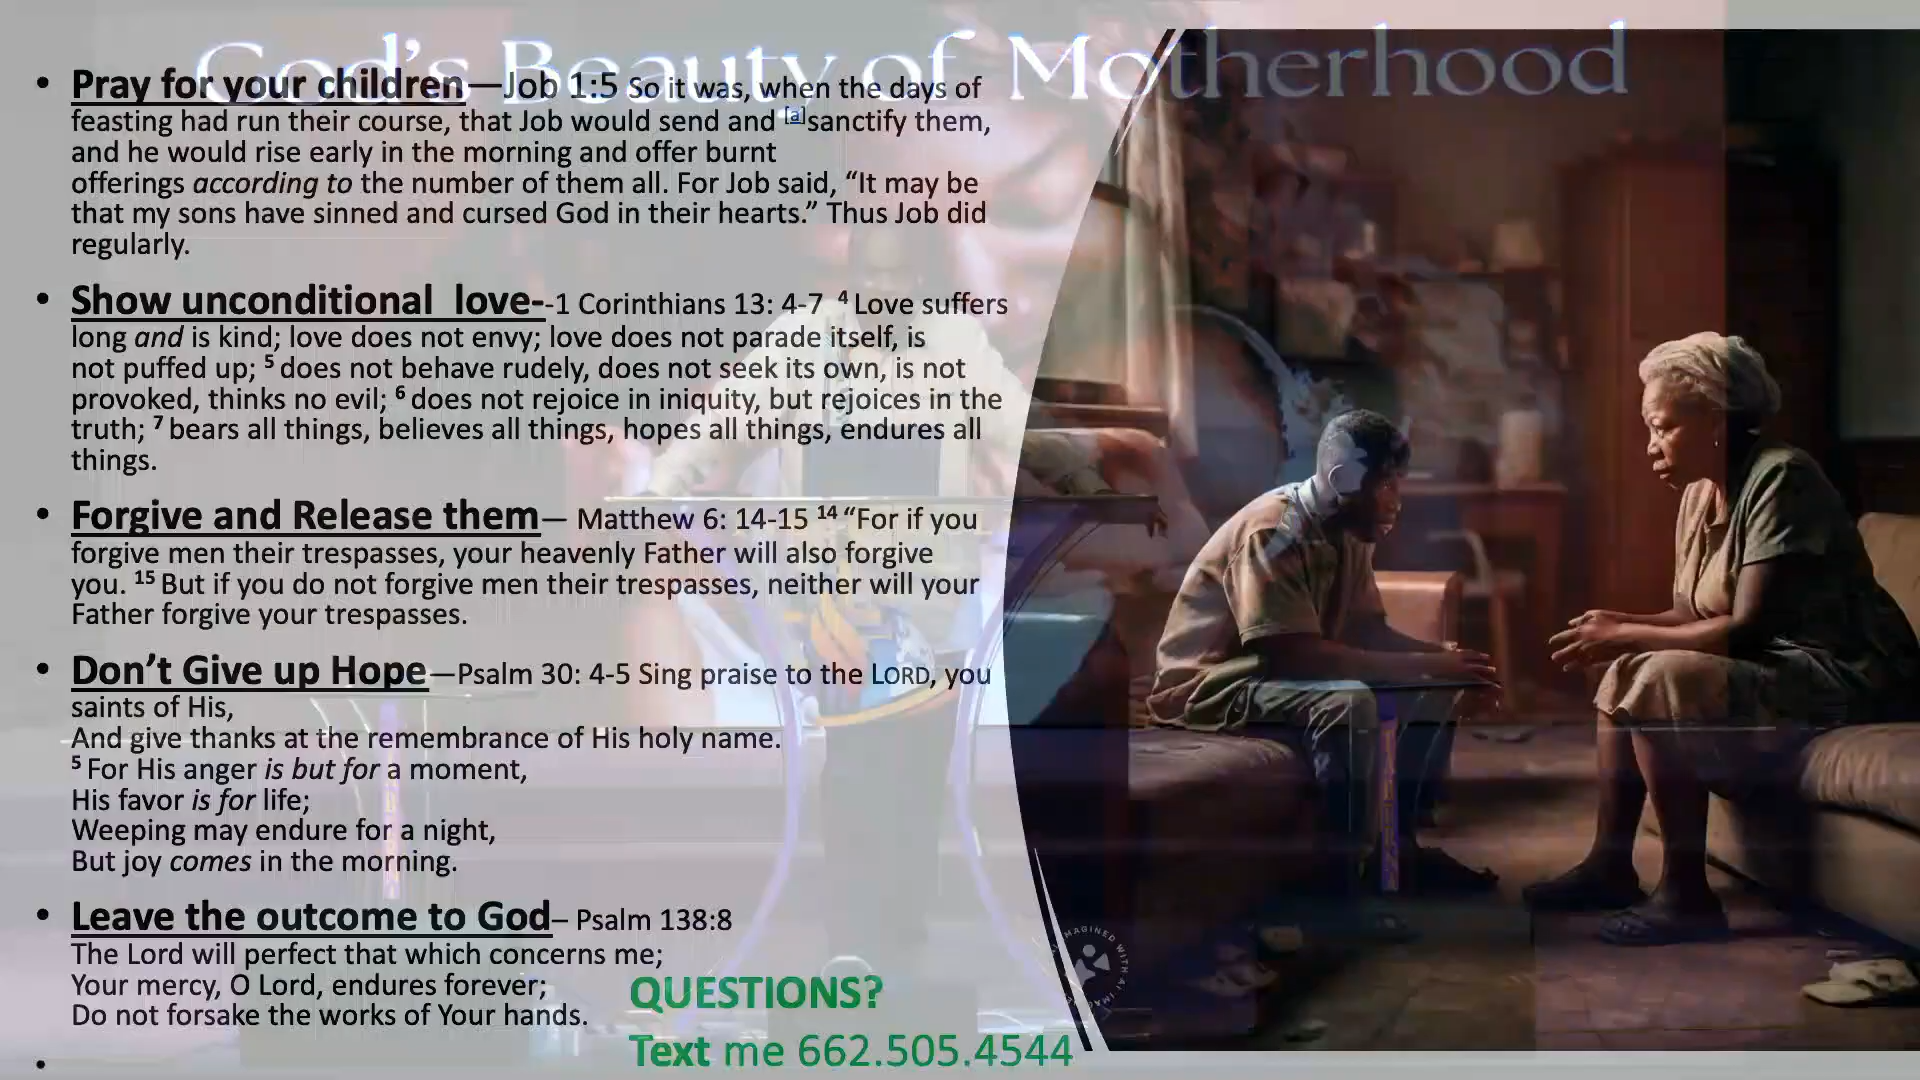 God's Beauty of Motherhood
• Pray for your children—Job 1:5 So it was, when the days of
feasting had run their course, that Job would send and [a]sanctify them,
and he would rise early in the morning and offer burnt
offerings according to the number of them all. For Job said, “It may be
that my sons have sinned and cursed God in their hearts.” Thus Job did
regularly.
• Show unconditional  love--1 Corinthians 13: 4-7 4 Love suffers
long and is kind; love does not envy; love does not parade itself, is
not puffed up; 5 does not behave rudely, does not seek its own, is not
provoked, thinks no evil; 6 does not rejoice in iniquity, but rejoices in the
truth; 7 bears all things, believes all things, hopes all things, endures all
things.
• Forgive and Release them— Matthew 6: 14-15 14 “For if you
forgive men their trespasses, your heavenly Father will also forgive
you. 15 But if you do not forgive men their trespasses, neither will your
Father forgive your trespasses.
• Don’t Give up Hope—Psalm 30: 4-5 Sing praise to the LORD, you
saints of His,
And give thanks at the remembrance of His holy name.
5 For His anger is but for a moment,
His favor is for life;
Weeping may endure for a night,
But joy comes in the morning.
• Leave the outcome to God– Psalm 138:8
The Lord will perfect that which concerns me;
Your mercy, O Lord, endures forever;
Do not forsake the works of Your hands.
•
QUESTIONS?
Text me 662.505.4544
IMAGINED WITH AI